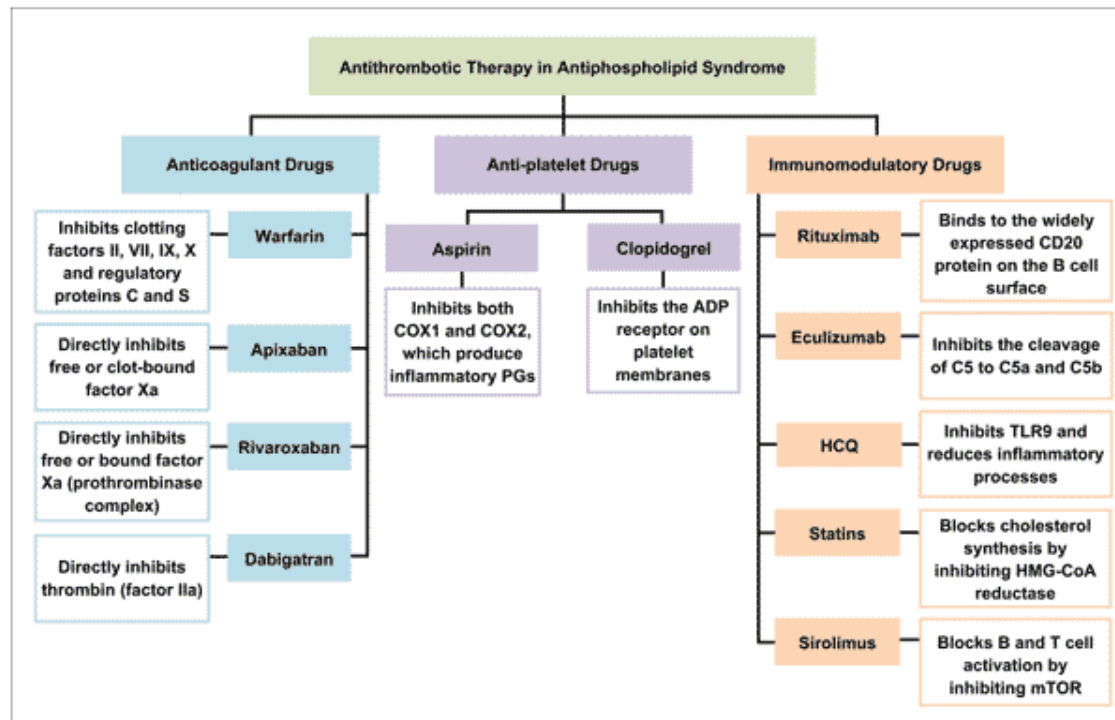 Antithrombotic Therapy in Antiphospholipid Syndrome
Anticoagulant Drugs
Inhibits clotting
factors II, VII, IX, X
and regulatory
proteins C and S
Warfarin
Directly inhibits
free or clot-bound
factor Xa
Apixaban
Directly inhibits
free or bound factor
Xa (prothrombinase
complex)
Rivaroxaban
Directly inhibits
thrombin (factor IIa)
Dabigatran
Anti-platelet Drugs
Aspirin
Inhibits both
COX1 and COX2,
which produce
inflammatory PGs
Clopidogrel
Inhibits the ADP
receptor on
platelet
membranes
Immunomodulatory Drugs
Rituximab
Binds to the widely
expressed CD20
protein on the B cell
surface
Eculizumab
Inhibits the cleavage
of C5 to C5a and C5b
HCQ
Inhibits TLR9 and
reduces inflammatory
processes
Statins
Blocks cholesterol
synthesis by
inhibiting HMG-CoA
reductase
Sirolimus
Blocks B and T cell
activation by
inhibiting mTOR